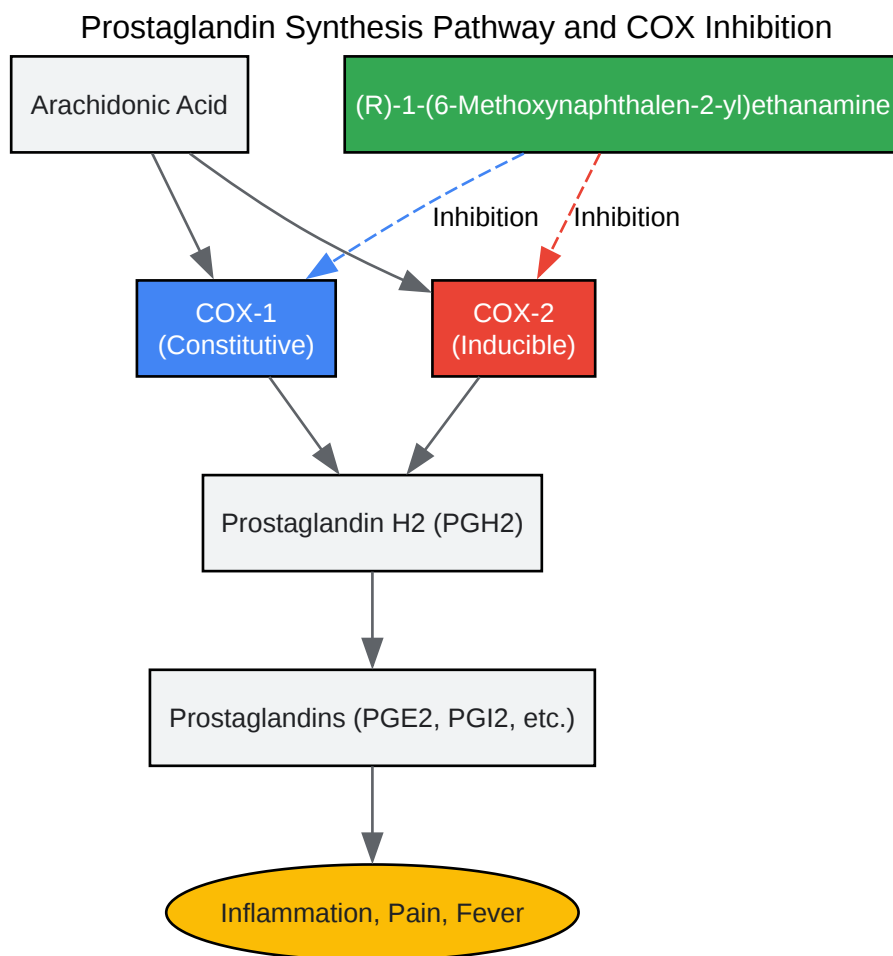 Prostaglandin Synthesis Pathway and COX Inhibition
Arachidonic Acid
(R)-1-(6-Methoxynaphthalen-2-yl)ethanamine
Inhibition
Inhibition
COX-1
(Constitutive)
COX-2
(Inducible)
Prostaglandin H2 (PGH2)
Prostaglandins (PGE2, PGI2, etc.)
Inflammation, Pain, Fever